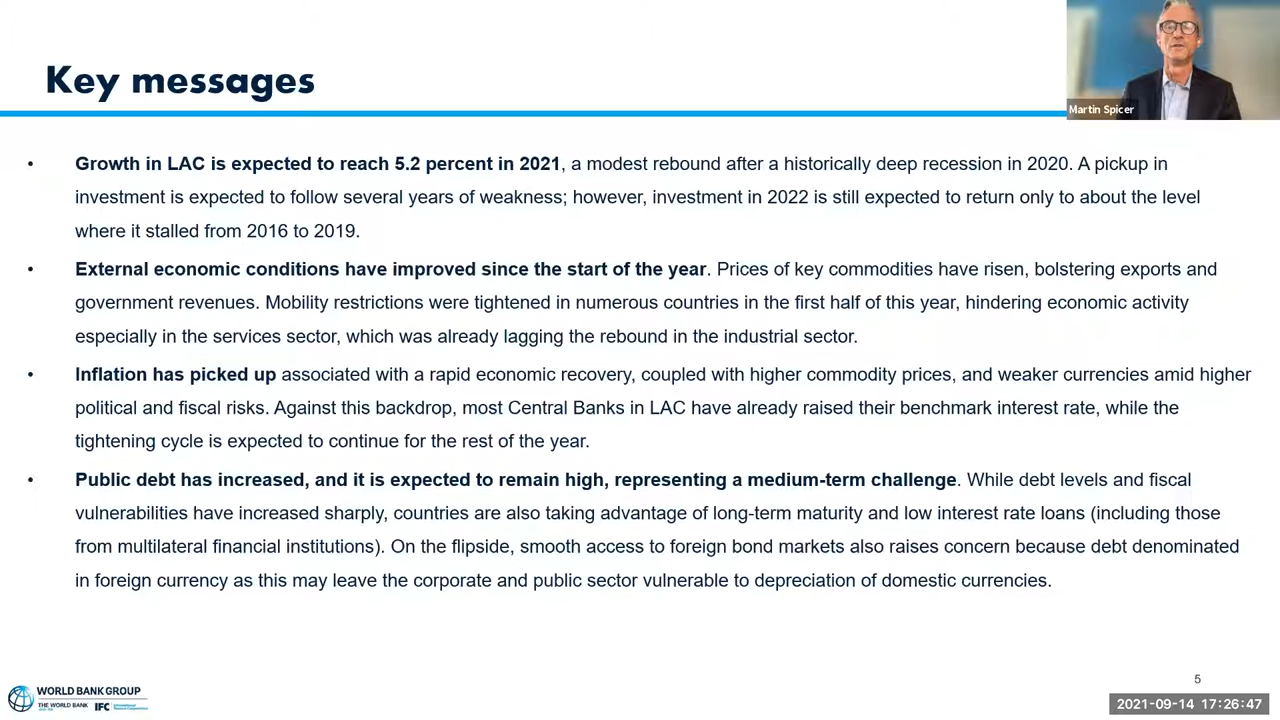 Key messages
Martin Spicer
• Growth in LAC is expected to reach 5.2 percent in 2021, a modest rebound after a historically deep recession in 2020. A pickup in
investment is expected to follow several years of weakness; however, investment in 2022 is still expected to return only to about the level
where it stalled from 2016 to 2019.
• External economic conditions have improved since the start of the year. Prices of key commodities have risen, bolstering exports and
government revenues. Mobility restrictions were tightened in numerous countries in the first half of this year, hindering economic activity
especially in the services sector, which was already lagging the rebound in the industrial sector.
• Inflation has picked up associated with a rapid economic recovery, coupled with higher commodity prices, and weaker currencies amid higher
political and fiscal risks. Against this backdrop, most Central Banks in LAC have already raised their benchmark interest rate, while the
tightening cycle is expected to continue for the rest of the year.
• Public debt has increased, and it is expected to remain high, representing a medium-term challenge. While debt levels and fiscal
vulnerabilities have increased sharply, countries are also taking advantage of long-term maturity and low interest rate loans (including those
from multilateral financial institutions). On the flipside, smooth access to foreign bond markets also raises concern because debt denominated
in foreign currency as this may leave the corporate and public sector vulnerable to depreciation of domestic currencies.
WORLD BANK GROUP
THE WORLD BANK IFC
5
2021-09-14 17:26:47